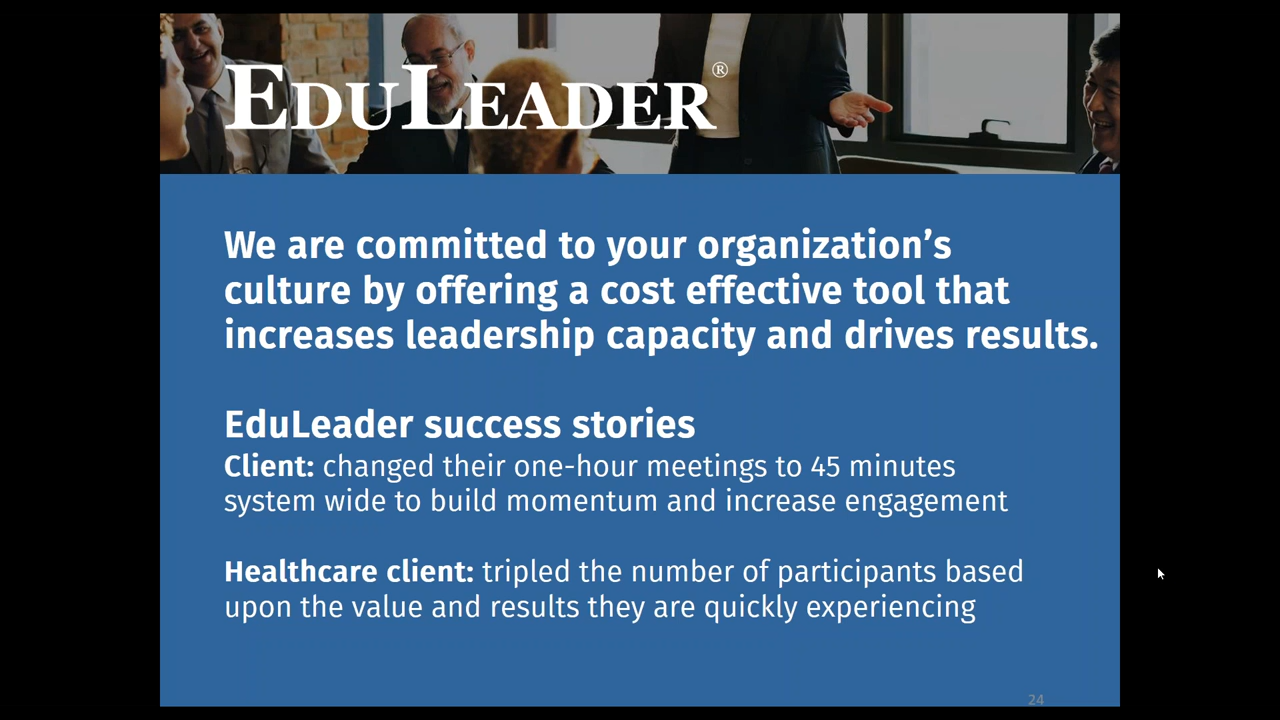 EDULEADER®
We are committed to your organization’s
culture by offering a cost effective tool that
increases leadership capacity and drives results.
EduLeader success stories
Client: changed their one-hour meetings to 45 minutes
system wide to build momentum and increase engagement
Healthcare client: tripled the number of participants based
upon the value and results they are quickly experiencing
24